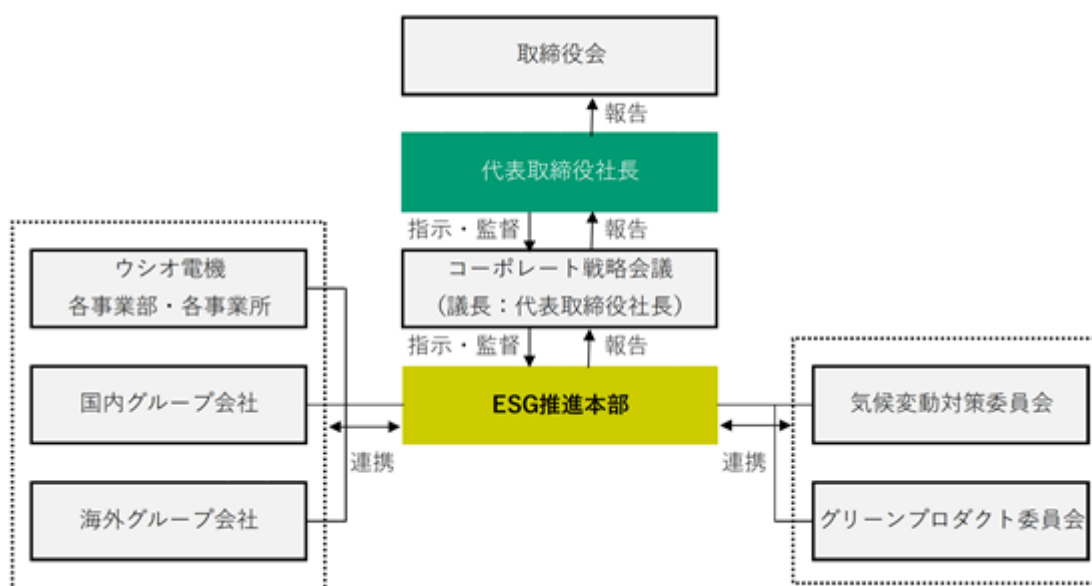 取締役会
報告
代表取締役社長
指示・監督
報告
コーポレート戦略会議
(議長：代表取締役社長)
指示・監督
報告
ESG推進本部
ウシオ電機
各事業部・各事業所
国内グループ会社
海外グループ会社
連携
連携
気候変動対策委員会
グリーンプロダクト委員会